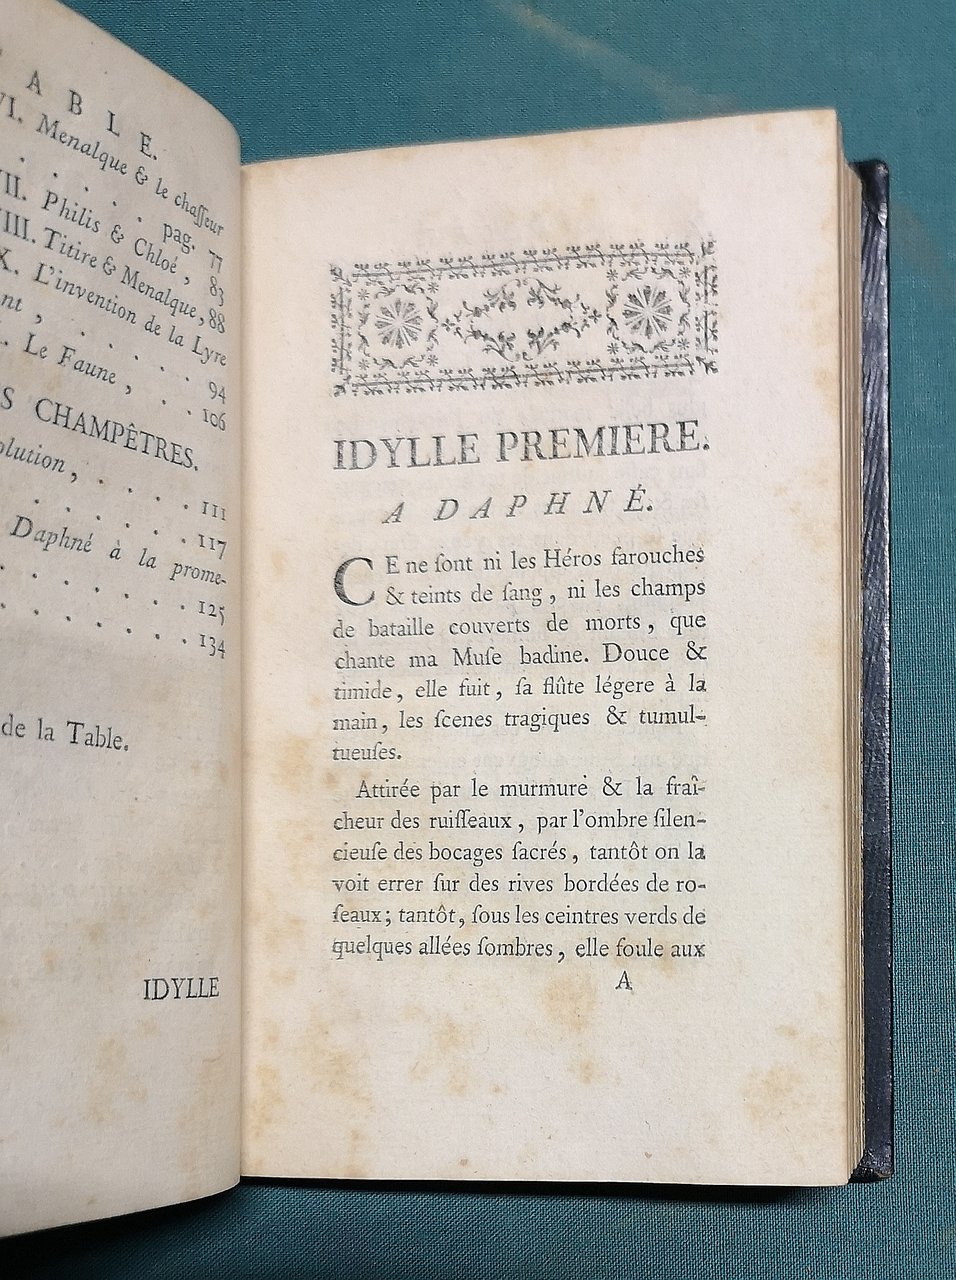 ABLE.
VI. Menalque & le chaſſeur
. . . . pag. 77
VII. Philis & Chloé, 83
VIII. Titire & Menalque, 88
X. L'invention de la Lyre
. . . . 94
Le Faune, . . 106
S CHAMPÊTRES.
. . . . 111
. . . . . . 117
Daphné à la prome-
. . . . . . 125
. . . . . . 134
de la Table.
IDYLLE
IDYLLE PREMIERE.
A DAPHNÉ.
CE ne ſont ni les Héros farouches
& teints de ſang, ni les champs
de bataille couverts de morts, que
chante ma Muſe badine. Douce &
timide, elle fuit, ſa flûte légere à la
main, les ſcenes tragiques & tumul-
tueuſes.
Attirée par le murmure & la fraî-
cheur des ruiſſeaux, par l'ombre ſilen-
cieuſe des bocages ſacrés, tantôt on la
voit errer ſur des rives bordées de ro-
ſeaux; tantôt, ſous les ceintres verds de
quelques allées ſombres, elle foule aux
A